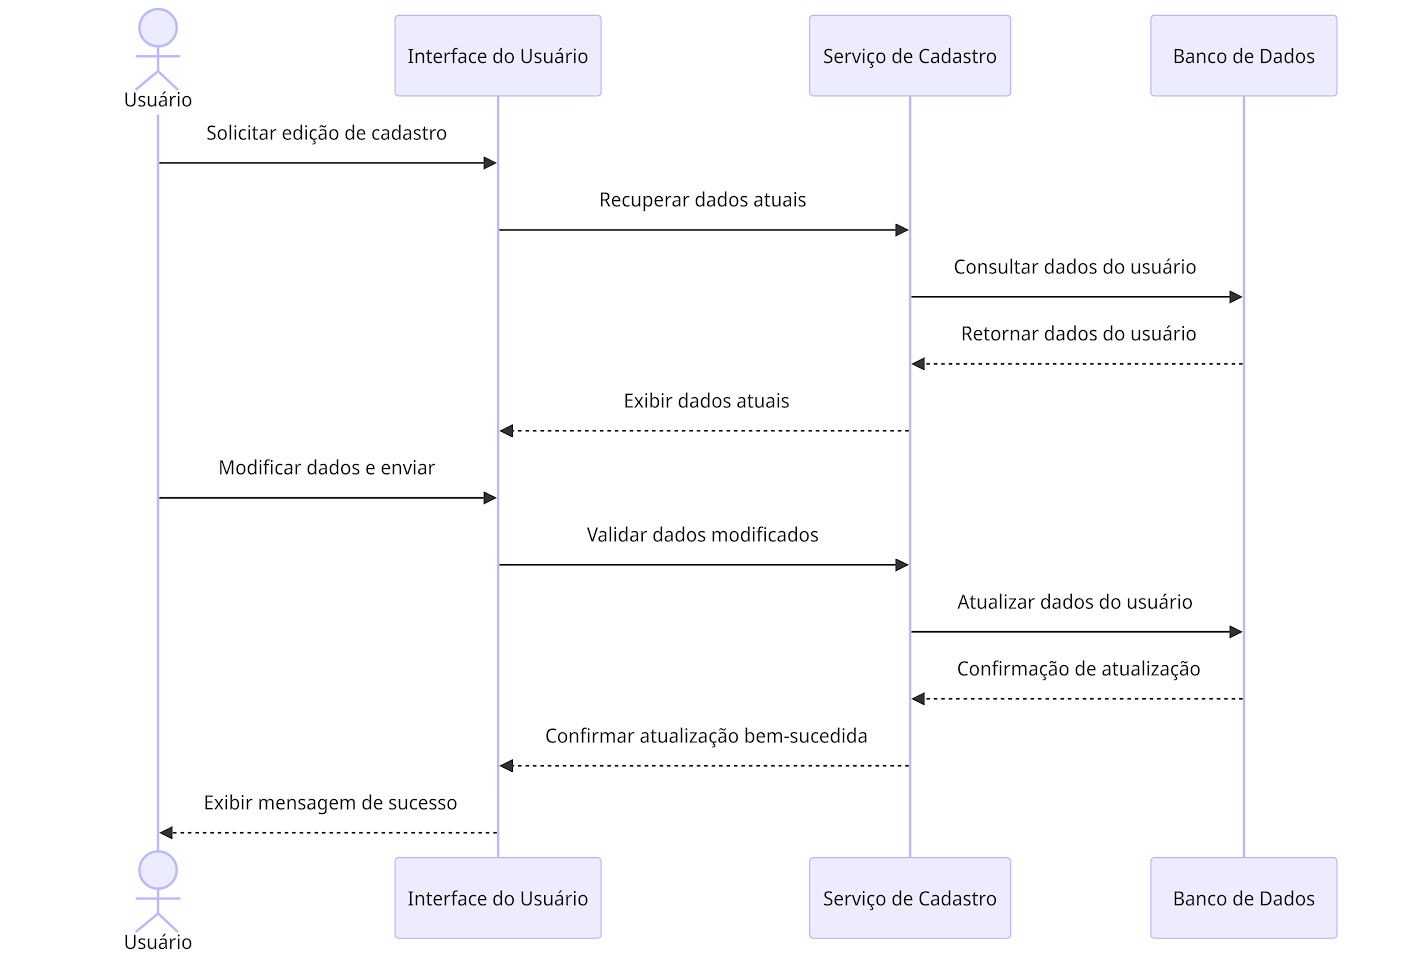 Usuário
Interface do Usuário
Serviço de Cadastro
Banco de Dados
Solicitar edição de cadastro
Recuperar dados atuais
Consultar dados do usuário
Retornar dados do usuário
Exibir dados atuais
Modificar dados e enviar
Validar dados modificados
Atualizar dados do usuário
Confirmação de atualização
Confirmar atualização bem-sucedida
Exibir mensagem de sucesso
Usuário
Interface do Usuário
Serviço de Cadastro
Banco de Dados